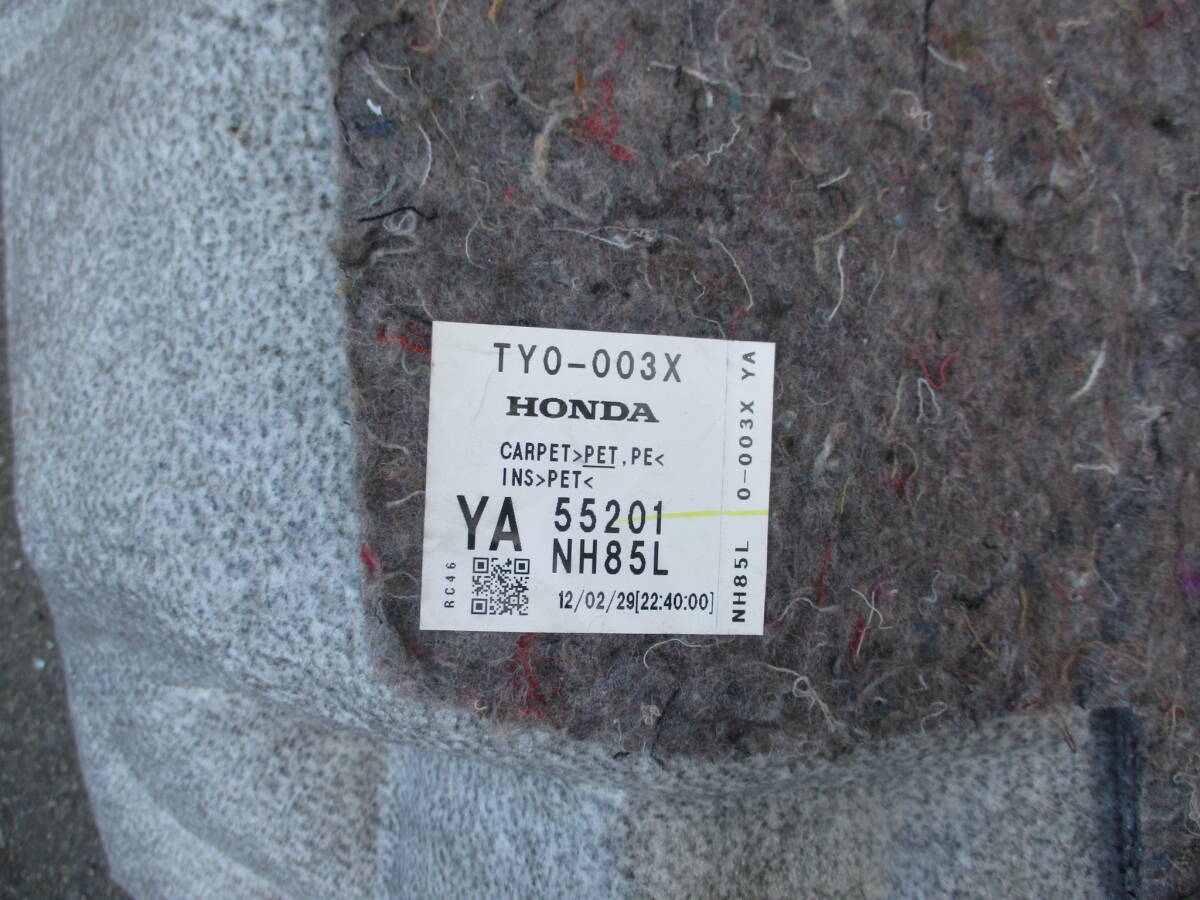 TY0-003X
HONDA
CARPET>PET,PE<
INS>PET<
YA 55201
NH85L
RC46
12/02/29[22:40:00]
NH85L 0-003X YA